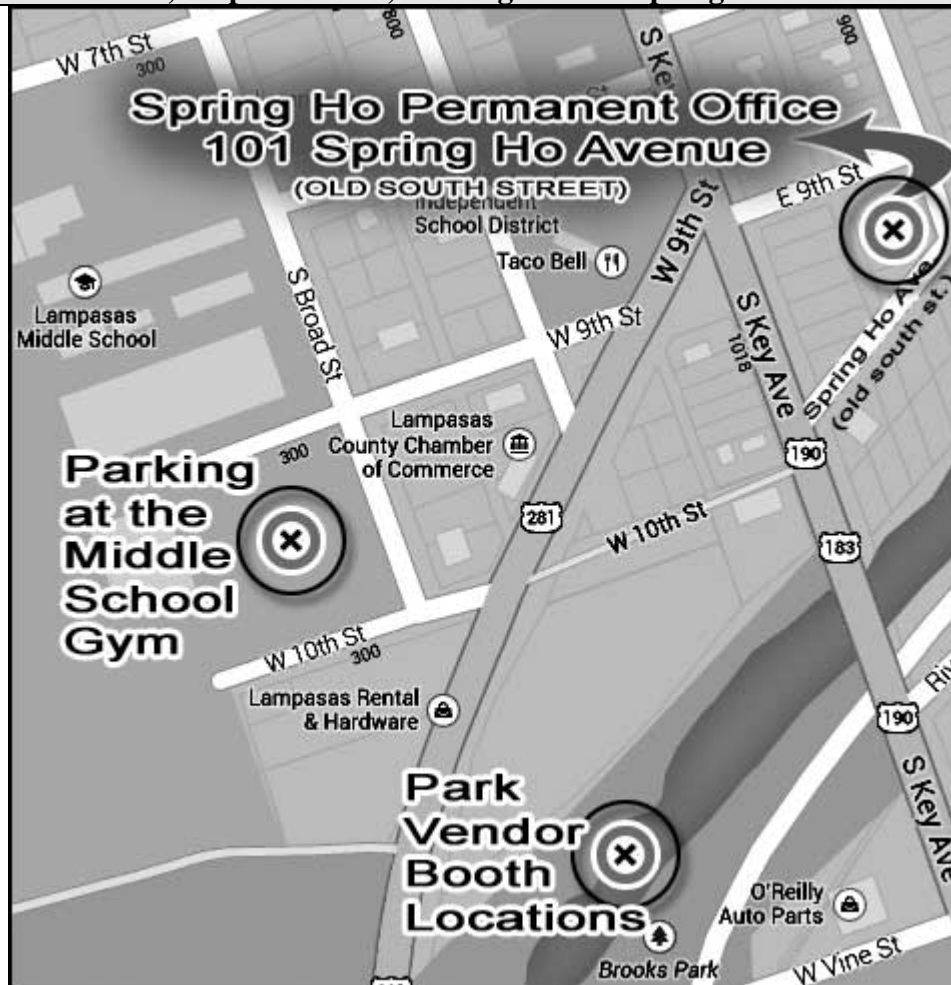 W 7th St
300
800
S Key
900
Spring Ho Permanent Office
101 Spring Ho Avenue
(OLD SOUTH STREET)
Independent
School District
E 9th St
Taco Bell
W 9th St
Lampasas
Middle School
S Broad St
W 9th St
S Key Ave
1018
Spring Ho Ave
(old south st.)
Lampasas
County Chamber
of Commerce
300
190
Parking
at the
Middle
School
Gym
281
W 10th St
183
W 10th St
300
Lampasas Rental
& Hardware
190
S Key Ave
Park
Vendor
Booth
Locations
O'Reilly
Auto Parts
Brooks Park
W Vine St